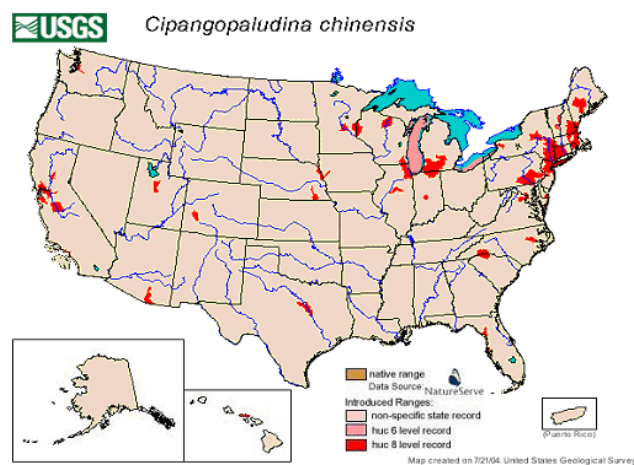 USGS
Cipangopaludina chinensis
native range
Data Source:
NatureServe
Introduced Ranges:
non-specific state record
huc 6 level record
huc 8 level record
(Puerto Rico)
Map created on 7/21/04. United States Geological Survey